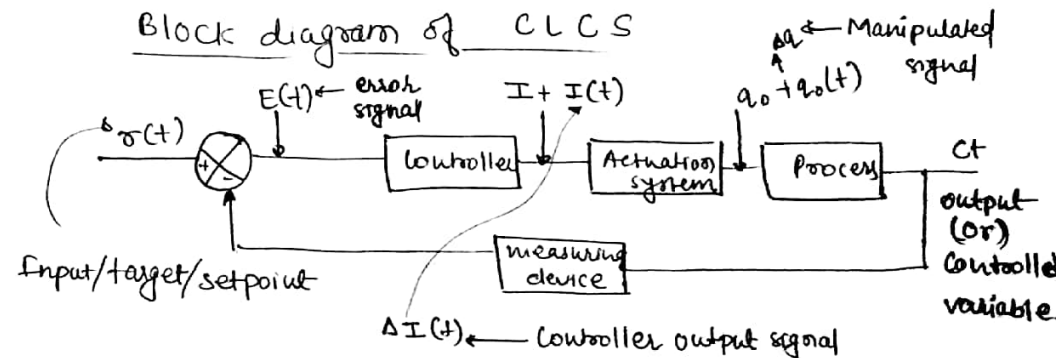 Block diagram of CLCS
Δq ← Manipulated
signal
E(t) ← error
signal
I + I(t)
q₀ + q₀(t)
r(t)
+
-
Controller
Actuation
system
Process
Ct
output
(or)
Controlled
variable
measuring
device
Input/target/setpoint
ΔI(t) ← Controller output signal